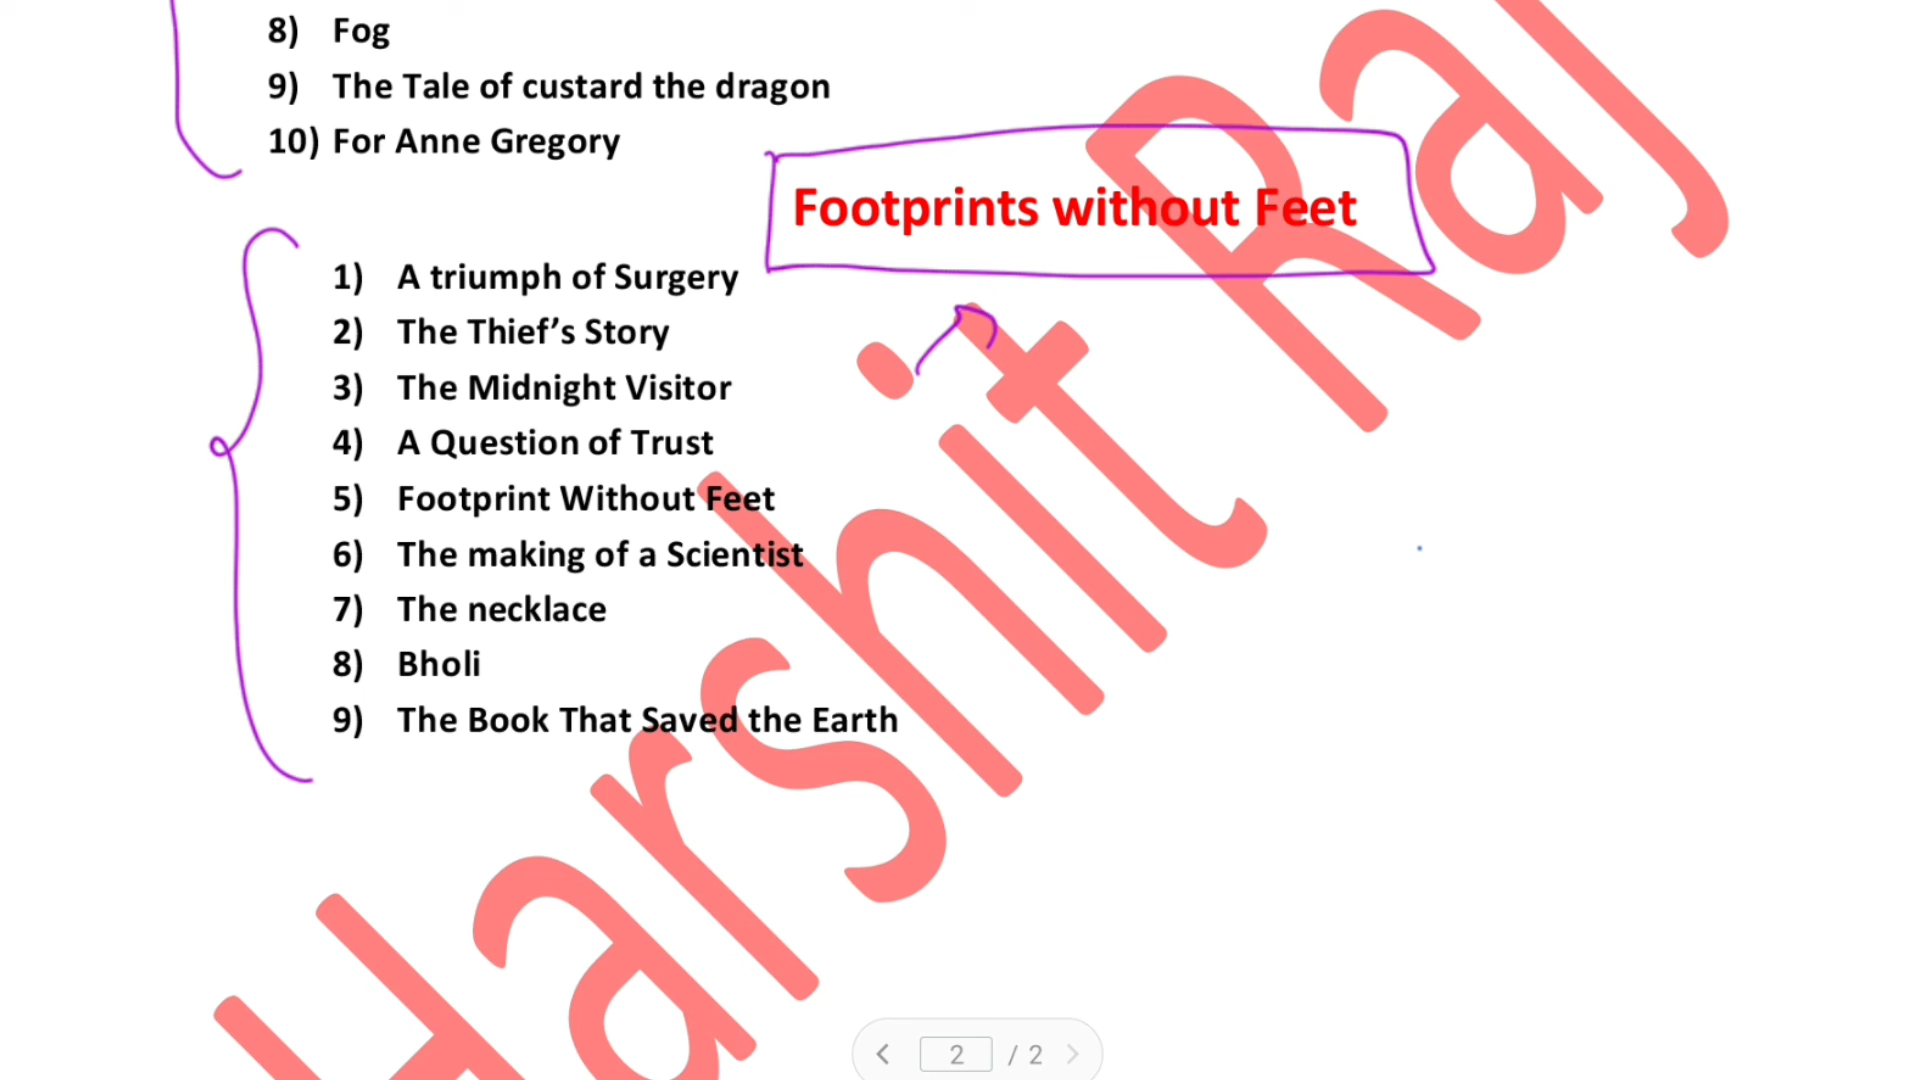 8) Fog
9) The Tale of custard the dragon
10) For Anne Gregory
Footprints without Feet
1) A triumph of Surgery
2) The Thief’s Story
3) The Midnight Visitor
4) A Question of Trust
5) Footprint Without Feet
6) The making of a Scientist
7) The necklace
8) Bholi
9) The Book That Saved the Earth
Harshit Raj
2 / 2